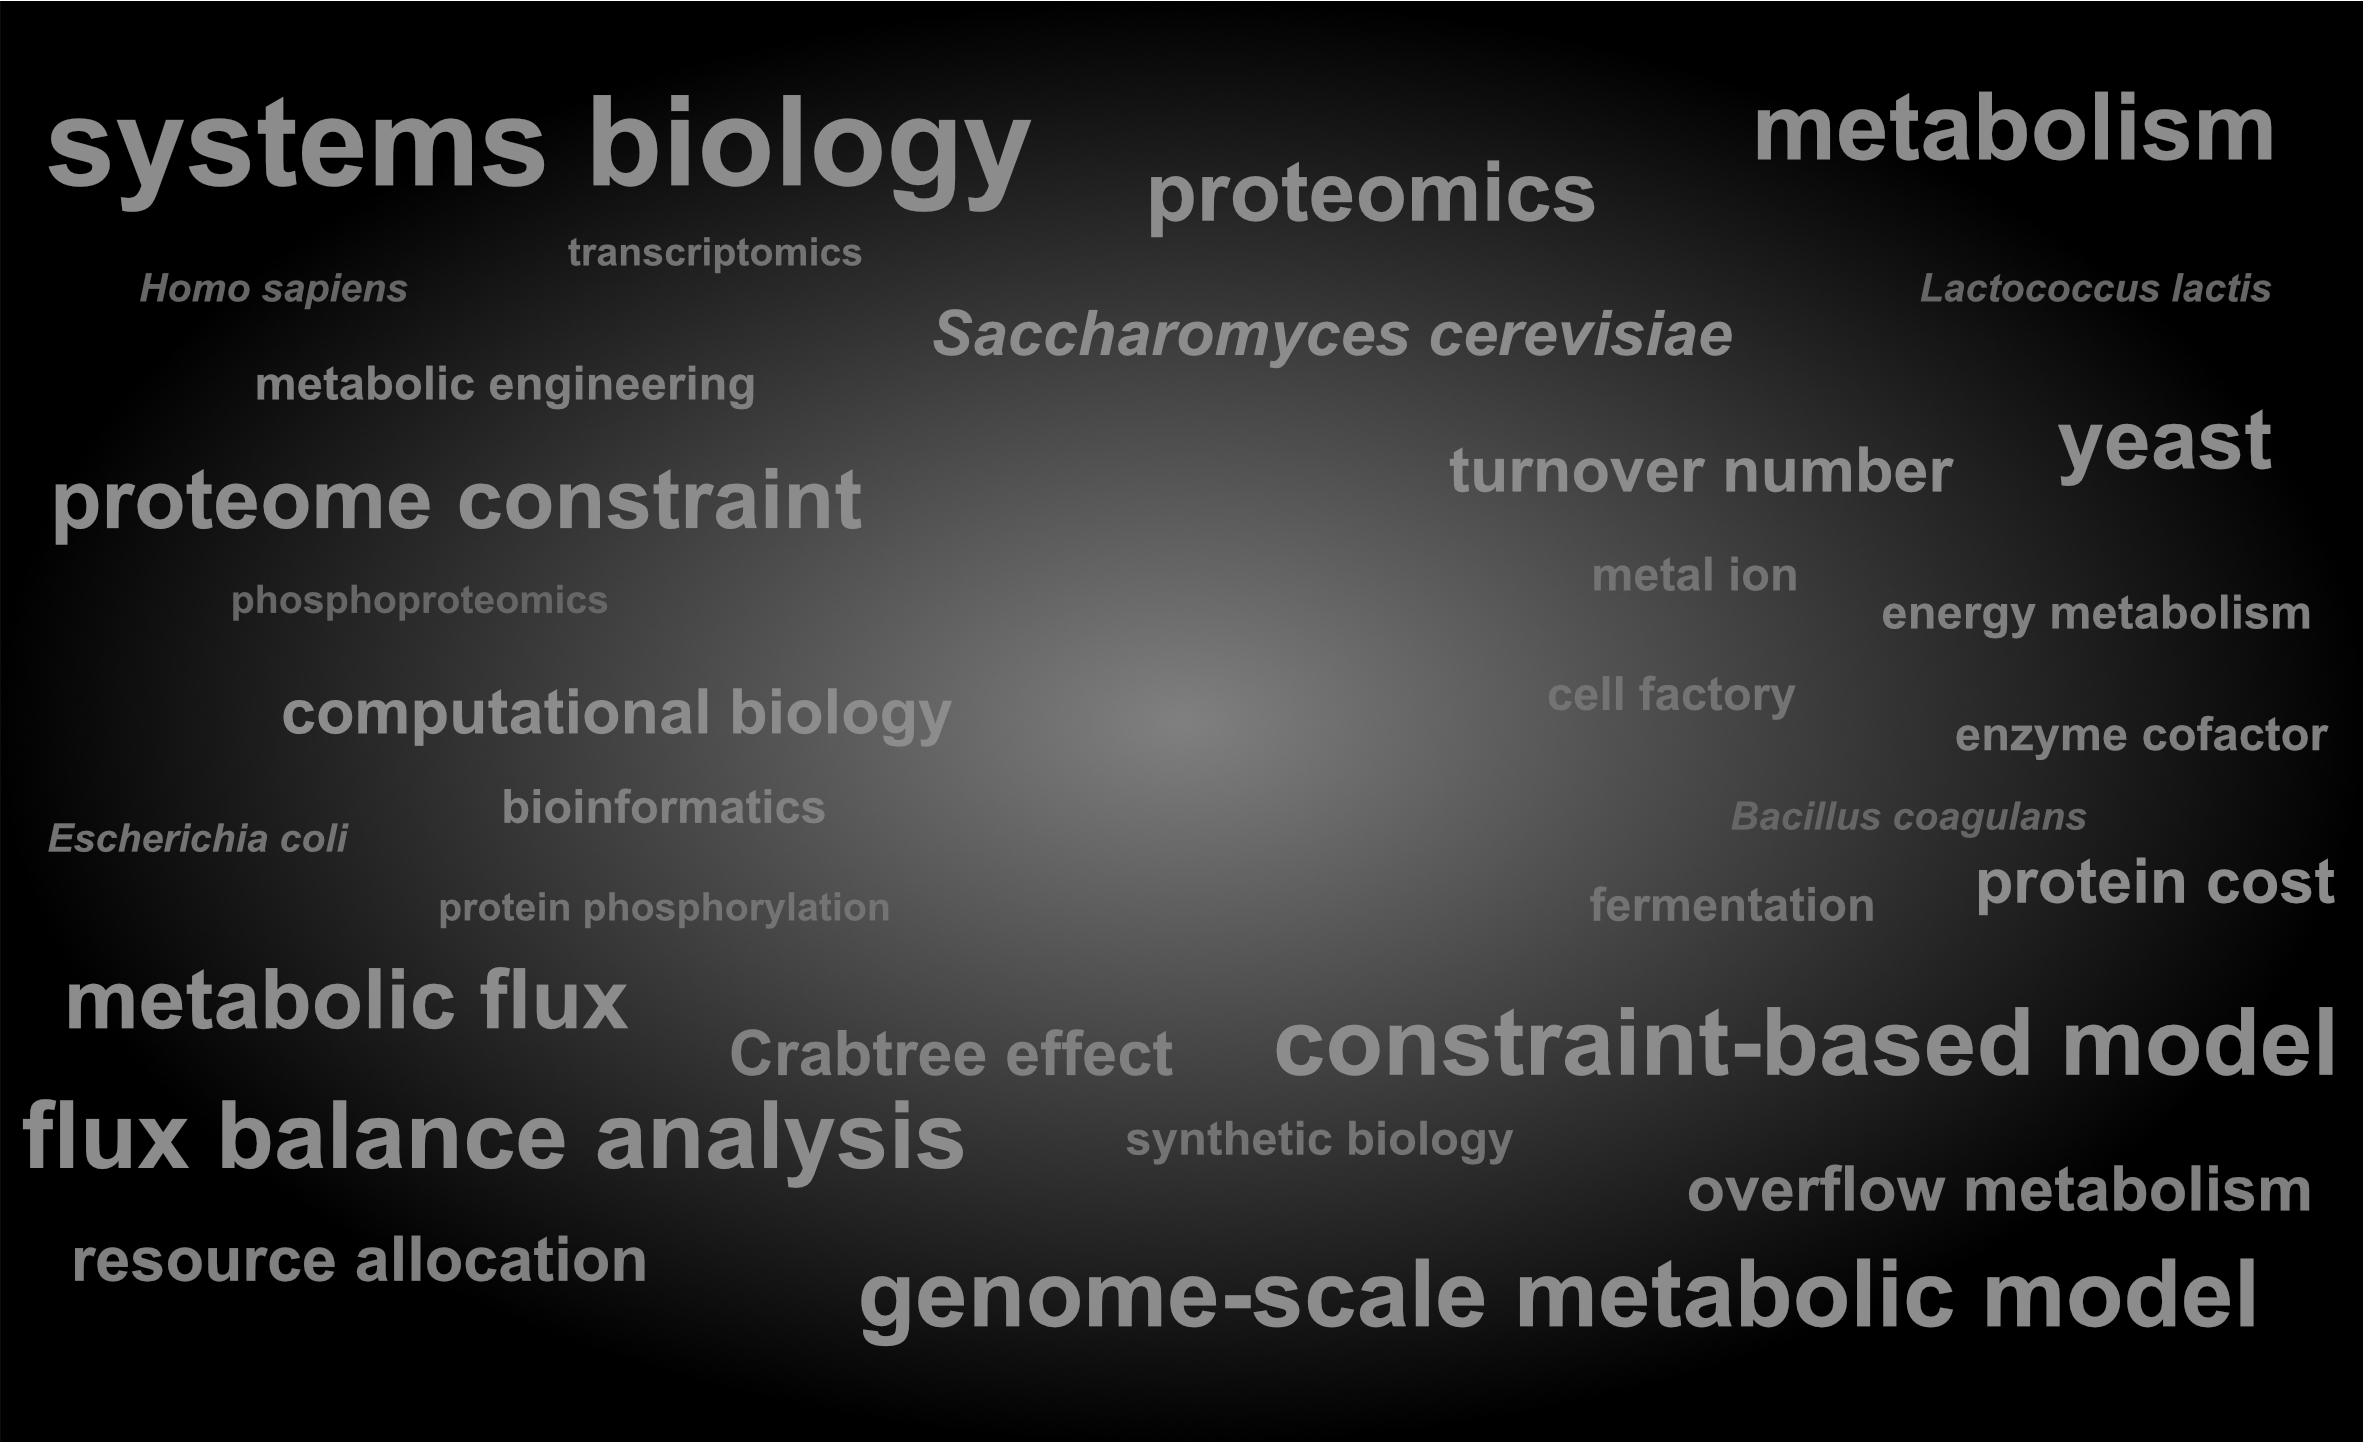 systems biology
metabolism
proteomics
transcriptomics
Homo sapiens
Lactococcus lactis
Saccharomyces cerevisiae
metabolic engineering
yeast
turnover number
proteome constraint
metal ion
phosphoproteomics
energy metabolism
cell factory
computational biology
enzyme cofactor
bioinformatics
Bacillus coagulans
Escherichia coli
protein cost
protein phosphorylation
fermentation
metabolic flux
constraint-based model
Crabtree effect
flux balance analysis
synthetic biology
overflow metabolism
resource allocation
genome-scale metabolic model